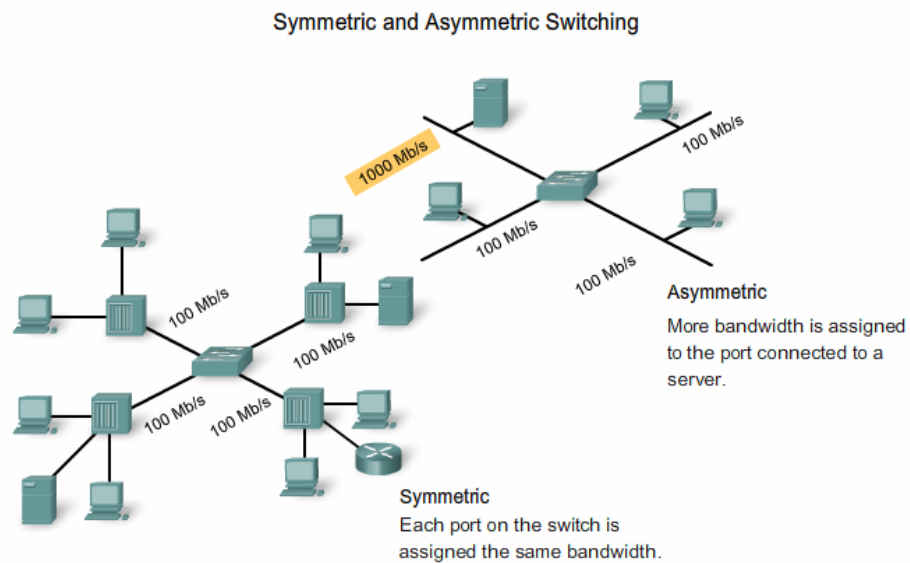 Symmetric and Asymmetric Switching
1000 Mb/s
100 Mb/s
100 Mb/s
100 Mb/s
Asymmetric
More bandwidth is assigned
to the port connected to a
server.
100 Mb/s
100 Mb/s
100 Mb/s
100 Mb/s
Symmetric
Each port on the switch is
assigned the same bandwidth.